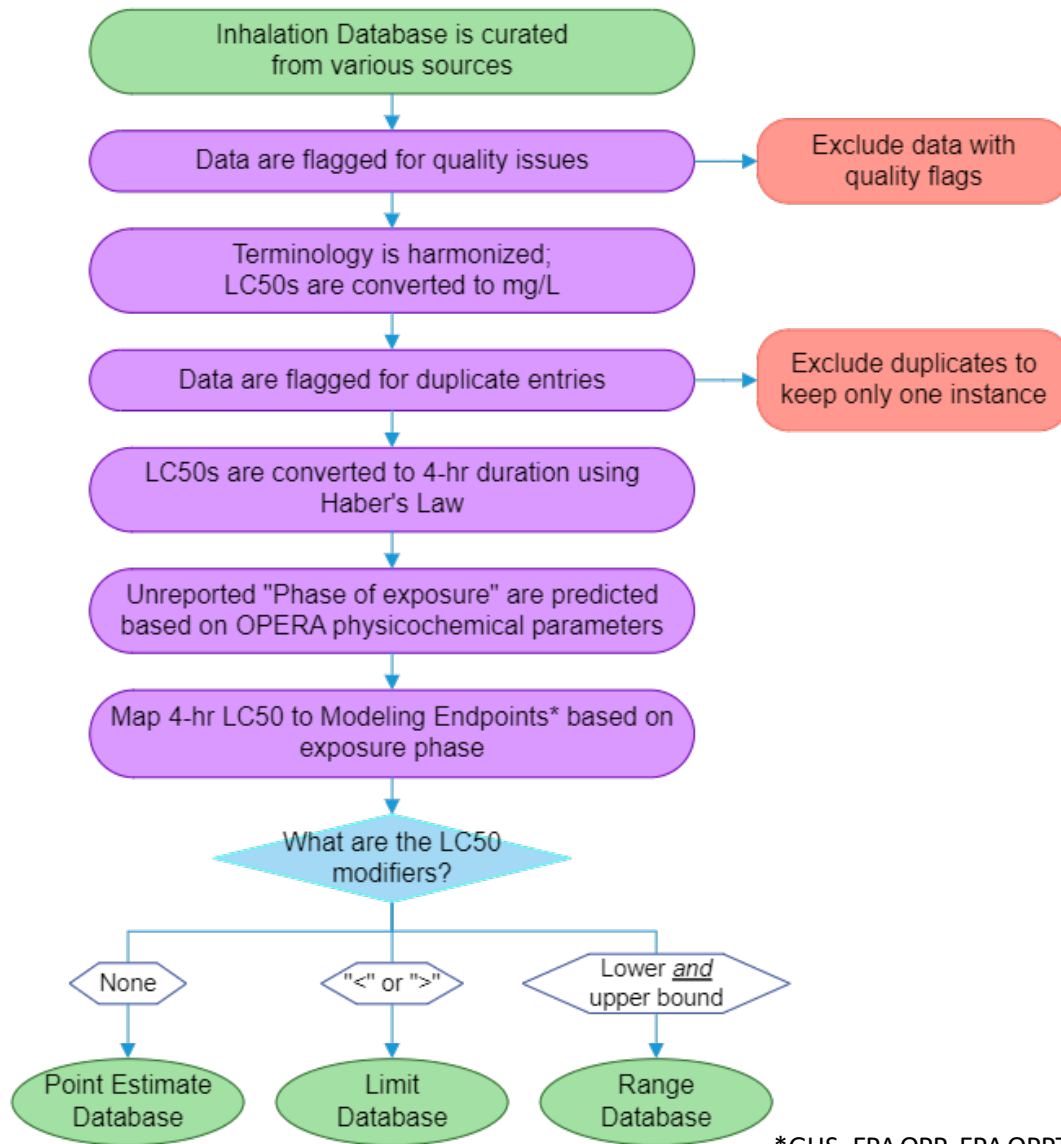 Inhalation Database is curated
from various sources
Data are flagged for quality issues
Exclude data with
quality flags
Terminology is harmonized;
LC50s are converted to mg/L
Data are flagged for duplicate entries
Exclude duplicates to
keep only one instance
LC50s are converted to 4-hr duration using
Haber's Law
Unreported "Phase of exposure" are predicted
based on OPERA physicochemical parameters
Map 4-hr LC50 to Modeling Endpoints* based on
exposure phase
What are the LC50
modifiers?
None
"<" or ">"
Lower and
upper bound
Point Estimate
Database
Limit
Database
Range
Database